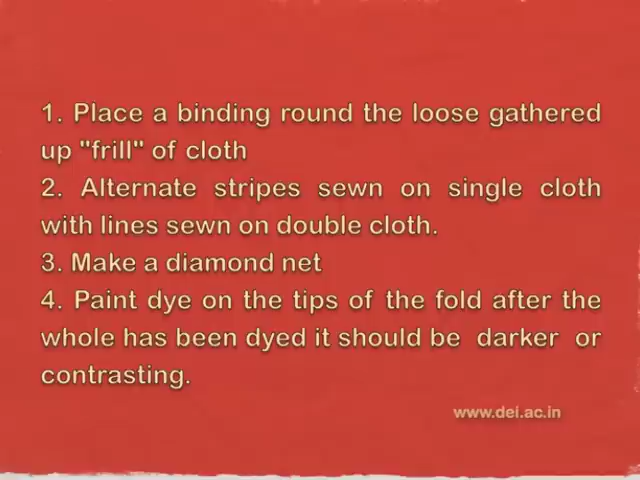 1. Place a binding round the loose gathered
up "frill" of cloth
2. Alternate stripes sewn on single cloth
with lines sewn on double cloth.
3. Make a diamond net
4. Paint dye on the tips of the fold after the
whole has been dyed it should be darker or
contrasting.
www.dei.ac.in